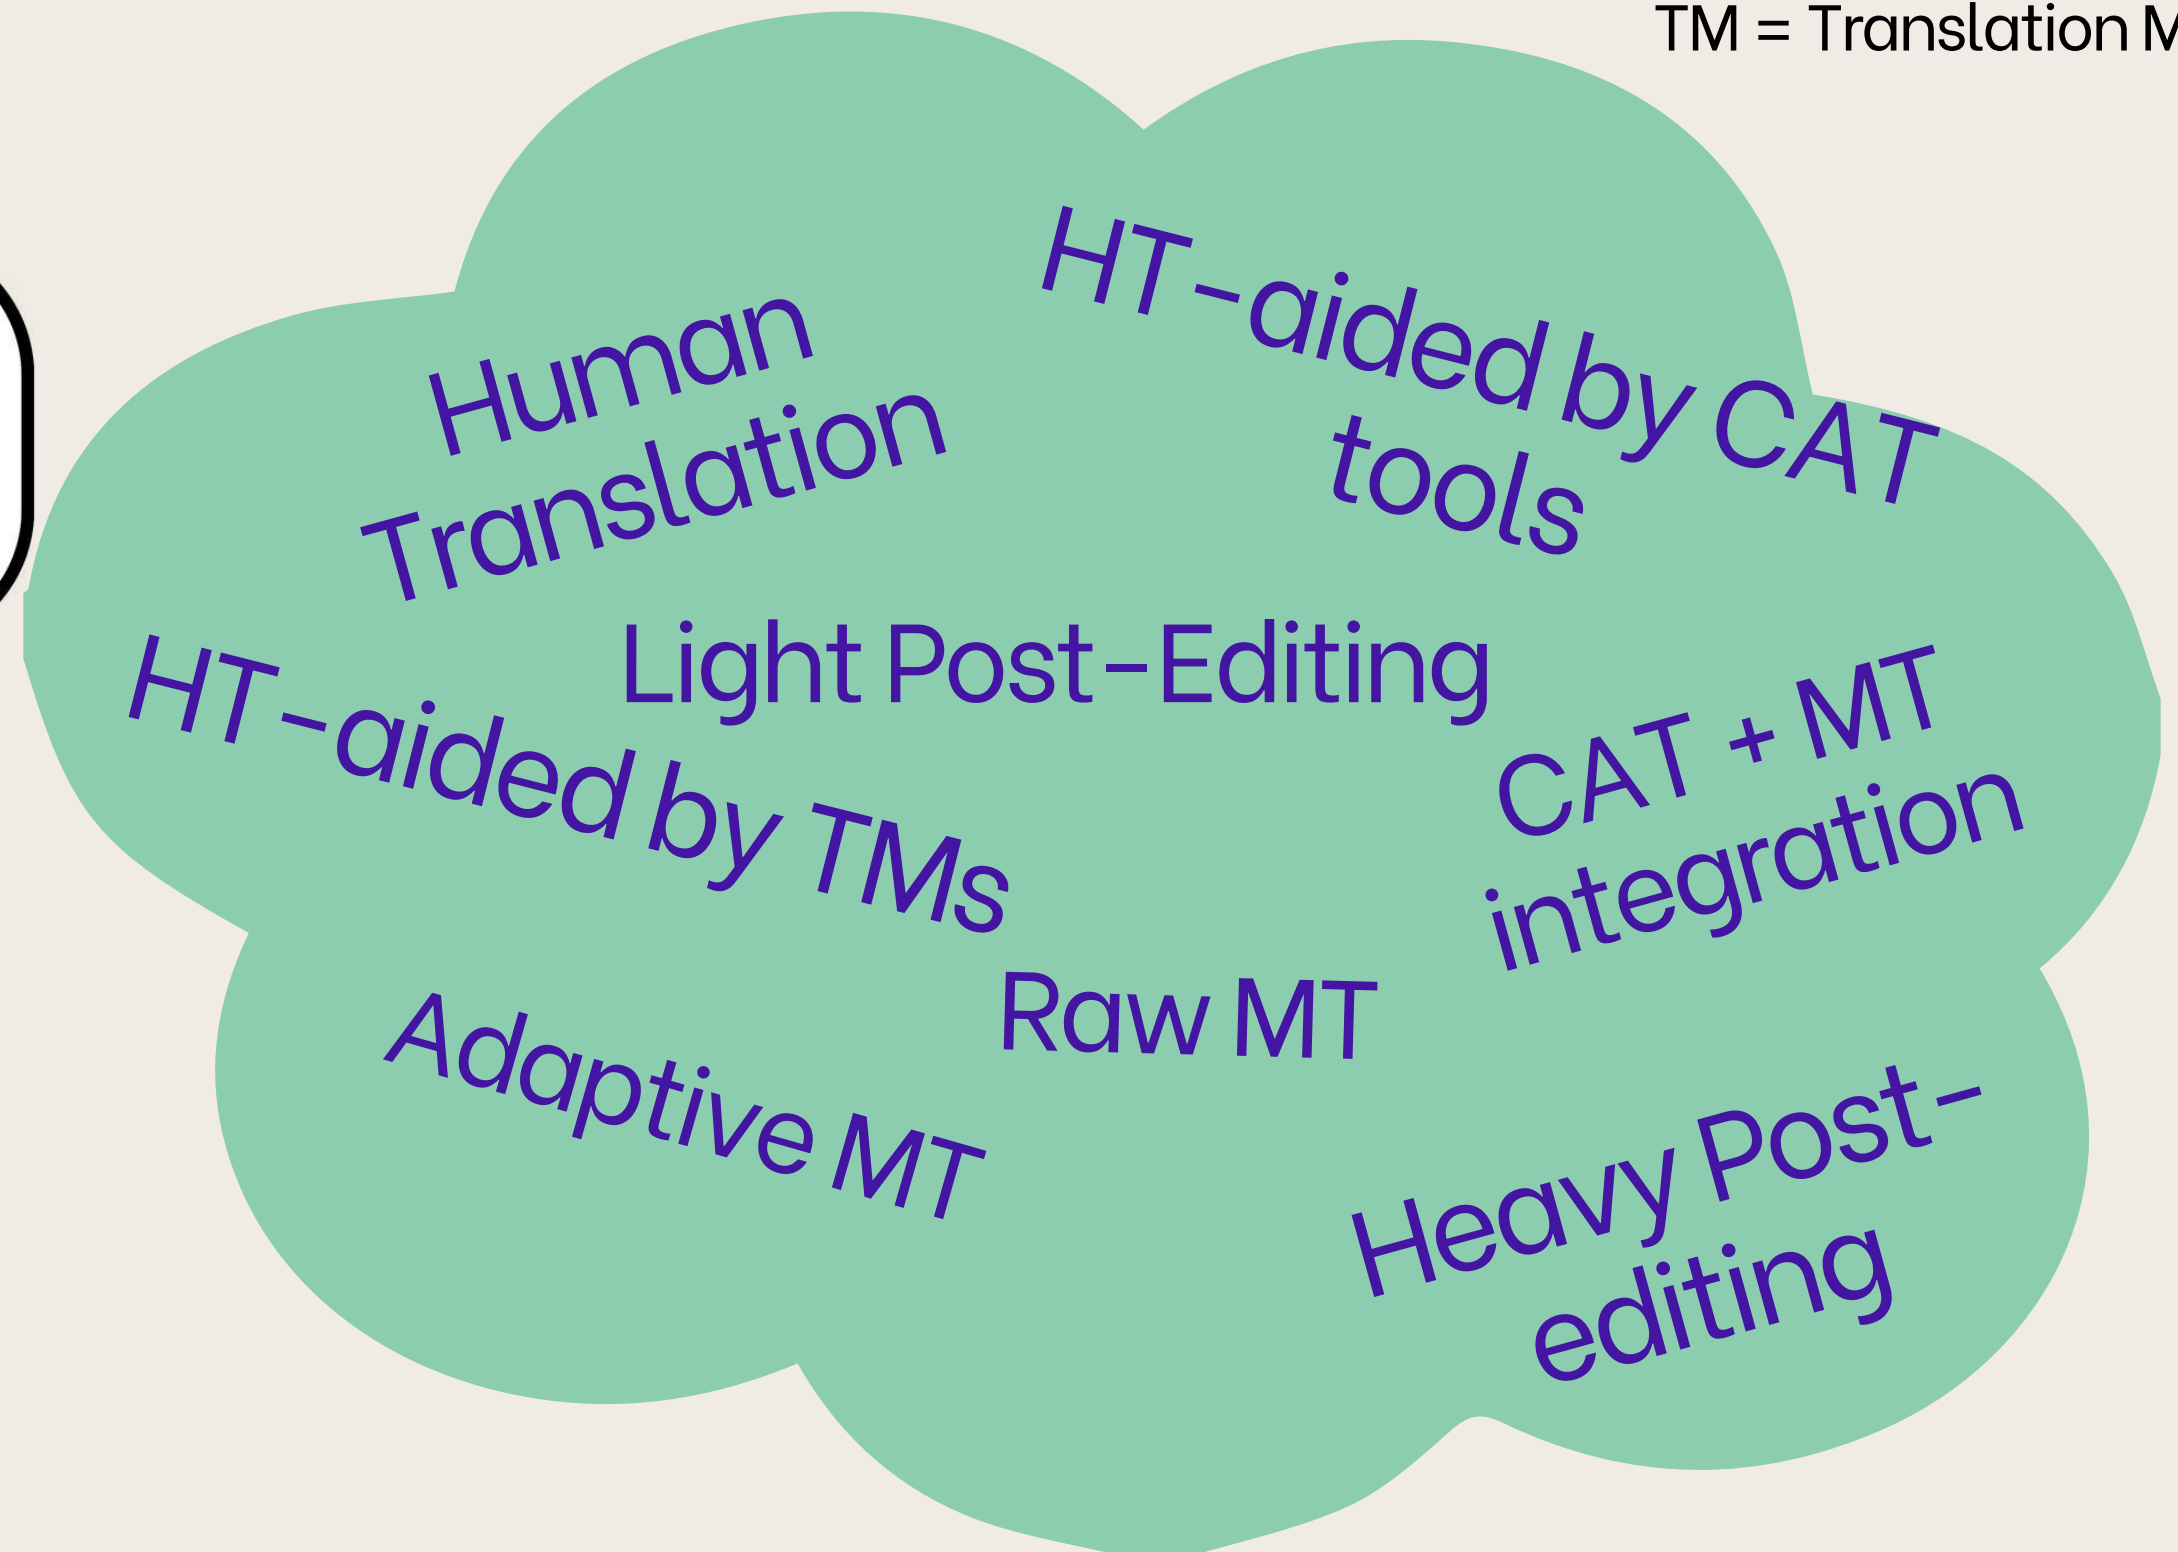 TM = Translation
Human
Translation
HT-aided by CAT
tools
Light Post-Editing
HT-aided by TMs
CAT + MT
integration
Raw MT
Adaptive MT
Heavy Post-
editing